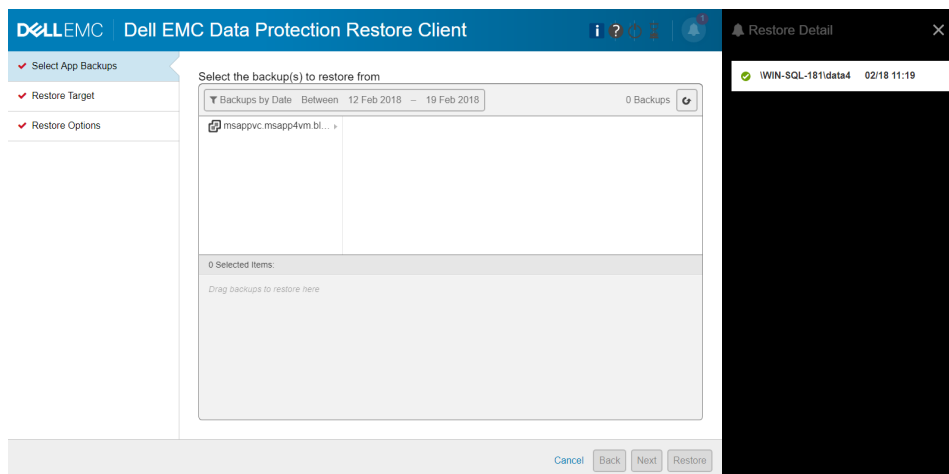 DELLEMC Dell EMC Data Protection Restore Client
i ?
1
Restore Detail
Select App Backups
Restore Target
Restore Options
Select the backup(s) to restore from
Backups by Date Between 12 Feb 2018 – 19 Feb 2018
0 Backups
msappvc.msapp4vm.bl...
0 Selected Items:
Drag backups to restore here
Cancel Back Next Restore
\WIN-SQL-181\data4 02/18 11:19